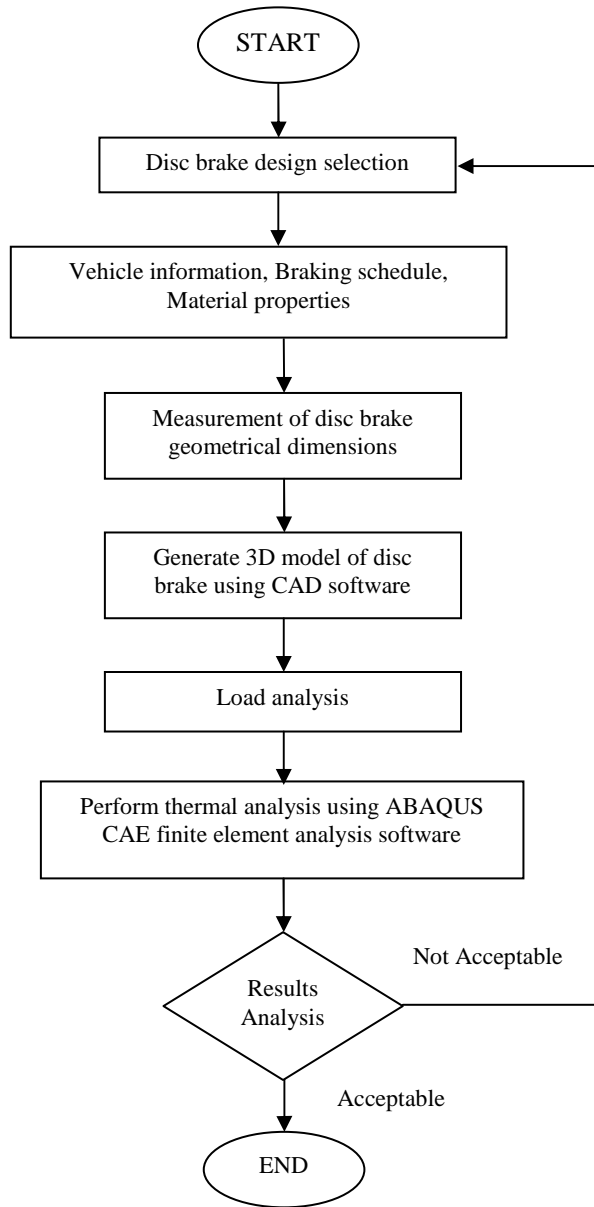 START
Disc brake design selection
Vehicle information, Braking schedule,
Material properties
Measurement of disc brake
geometrical dimensions
Generate 3D model of disc
brake using CAD software
Load analysis
Perform thermal analysis using ABAQUS
CAE finite element analysis software
Not Acceptable
Results
Analysis
Acceptable
END